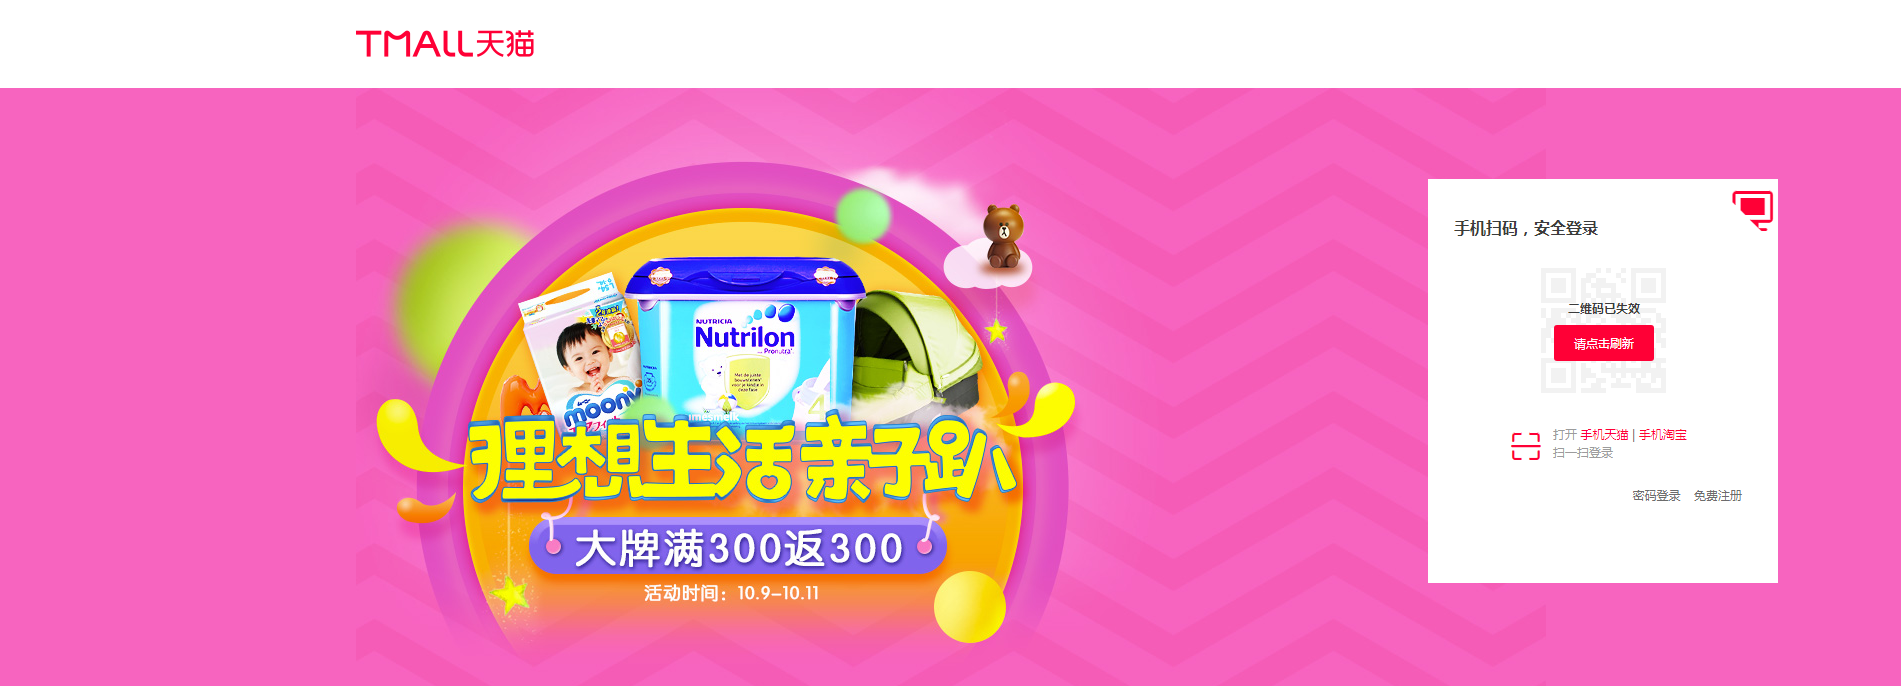 TMALL天猫
手机扫码，安全登录
二维码已失效
请点击刷新
打开 手机天猫 | 手机淘宝
扫一扫登录
密码登录 免费注册
NUTRICIA
Nutrilon
Pronutra
moony
4
理想生活亲子趴
大牌满300返300
活动时间：10.9-10.11